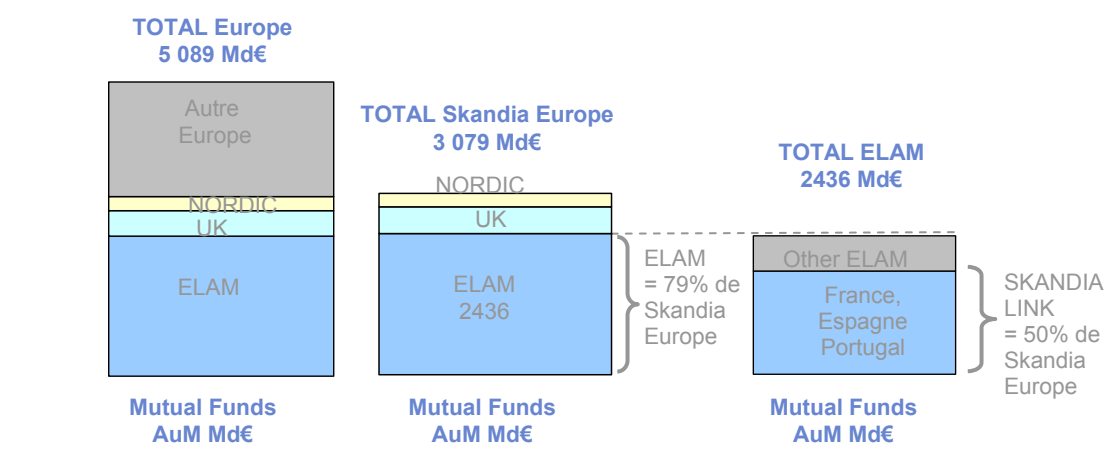 TOTAL Europe
5 089 Md€
Autre
Europe
NORDIC
UK
ELAM
Mutual Funds
AuM Md€
TOTAL Skandia Europe
3 079 Md€
NORDIC
UK
ELAM
2436
ELAM
= 79% de
Skandia
Europe
Mutual Funds
AuM Md€
TOTAL ELAM
2436 Md€
Other ELAM
France,
Espagne
Portugal
SKANDIA
LINK
= 50% de
Skandia
Europe
Mutual Funds
AuM Md€